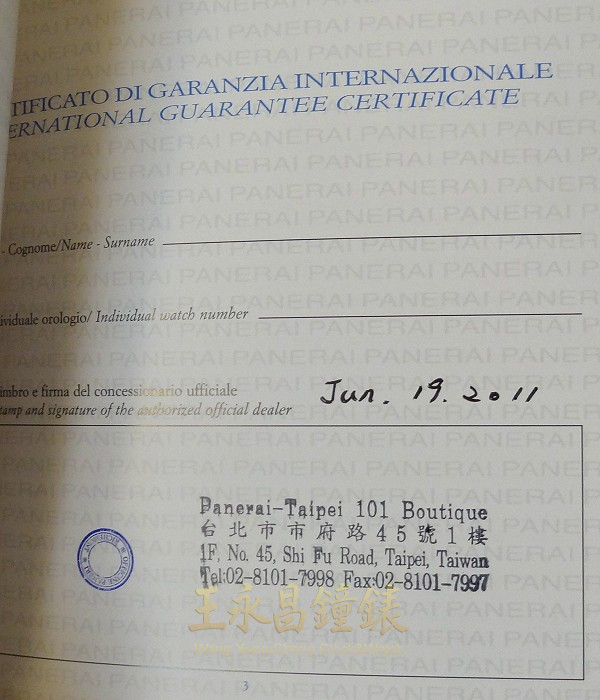 TIFICATO DI GARANZIA INTERNAZIONALE
ERNATIONAL GUARANTEE CERTIFICATE
- Cognome/Name - Surname
ividuale orologio/ Individual watch number
imbro e firma del concessionario ufficiale
amp and signature of the authorized official dealer
Jun. 19. 2011
Panerai-Taipei 101 Boutique
台北市市府路45號1樓
1F, No. 45, Shi Fu Road, Taipei, Taiwan
Tel:02-8101-7998 Fax:02-8101-7997
王永昌鐘錶
3